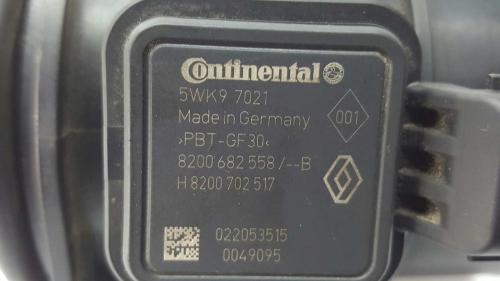 Continental
5WK9 7021
Made in Germany
001
>PBT-GF30<
8200 682 558 /--B
H 8200 702 517
022053515
0049095